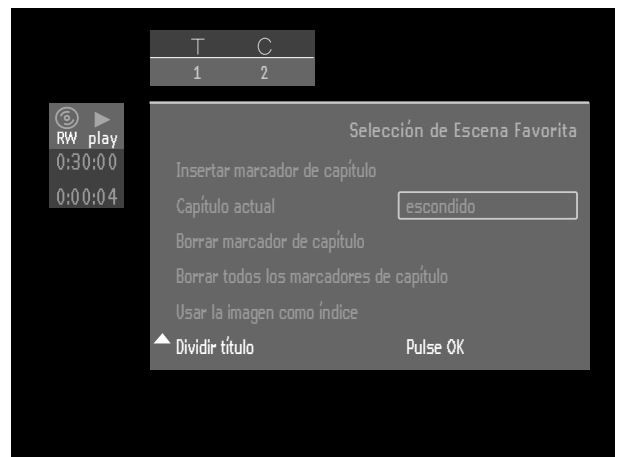 T C
1 2
RW play
0:30:00
0:00:04
Selección de Escena Favorita
Insertar marcador de capítulo
Capítulo actual escondido
Borrar marcador de capítulo
Borrar todos los marcadores de capítulo
Usar la imagen como índice
Dividir título Pulse OK